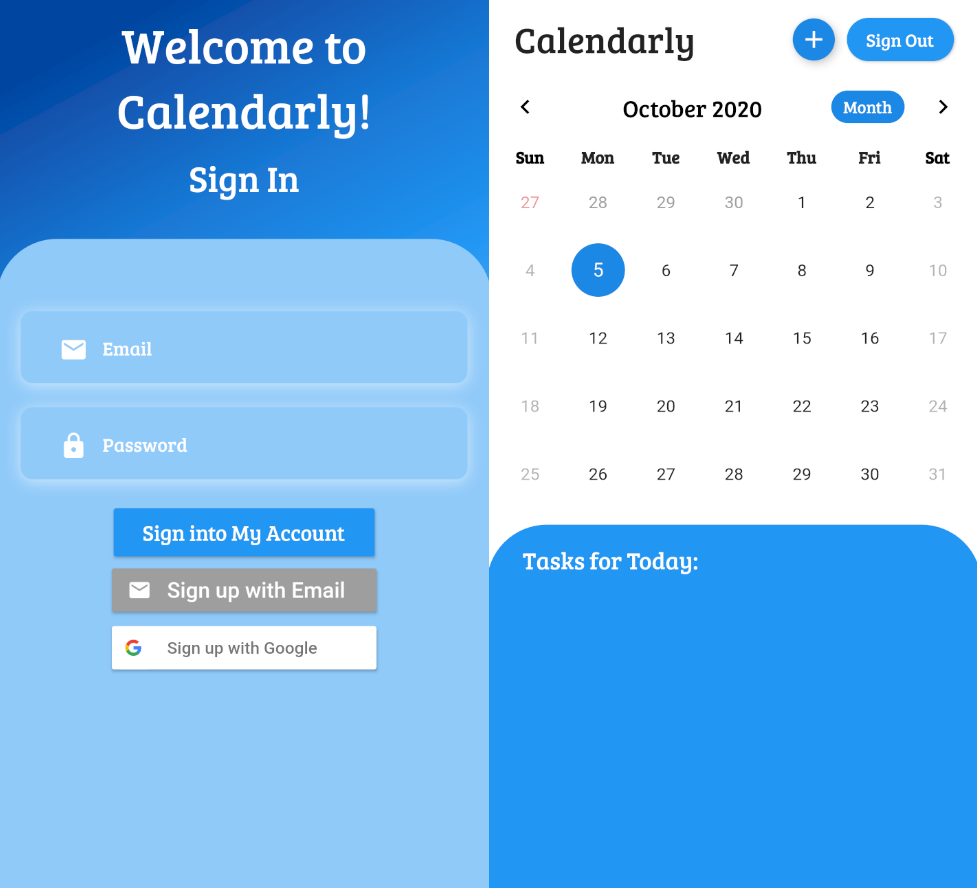 Welcome to
Calendarly!
Sign In
Email
Password
Sign into My Account
Sign up with Email
Sign up with Google
Calendarly
+ Sign Out
October 2020 Month
Sun Mon Tue Wed Thu Fri Sat
27 28 29 30 1 2 3
4 5 6 7 8 9 10
11 12 13 14 15 16 17
18 19 20 21 22 23 24
25 26 27 28 29 30 31
Tasks for Today: